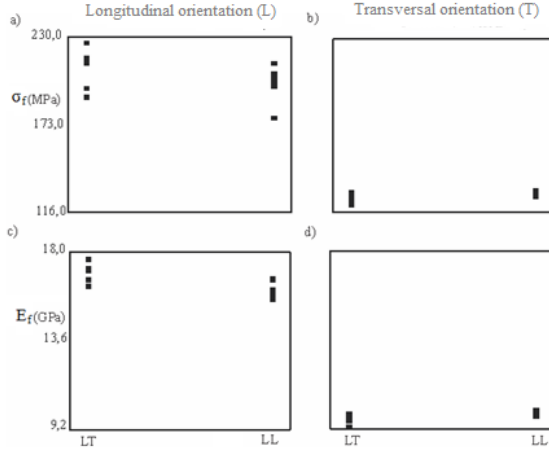 Longitudinal orientation (L)
Transversal orientation (T)
a)
b)
230,0
σf(MPa)
173,0
116,0
c)
d)
18,0
Ef(GPa)
13,6
9,2
LT
LL
LT
LL